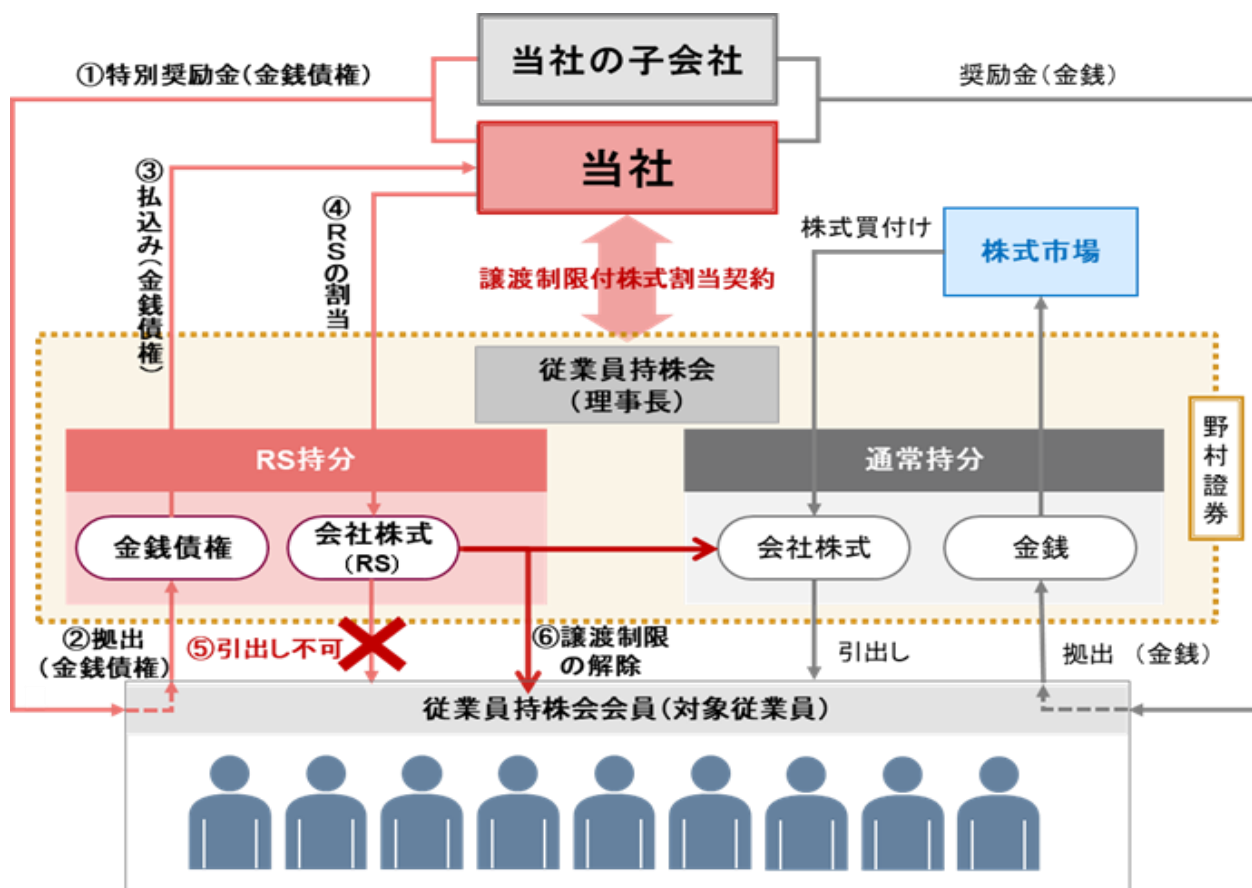 当社の子会社
①特別奨励金(金銭債権)
奨励金(金銭)
当社
③払込み(金銭債権)
④RSの割当
株式買付け
株式市場
譲渡制限付株式割当契約
従業員持株会
(理事長)
野村證券
RS持分
通常持分
金銭債権
会社株式
(RS)
会社株式
金銭
②拠出
(金銭債権)
⑤引出し不可
⑥譲渡制限
の解除
引出し
拠出 (金銭)
従業員持株会会員(対象従業員)